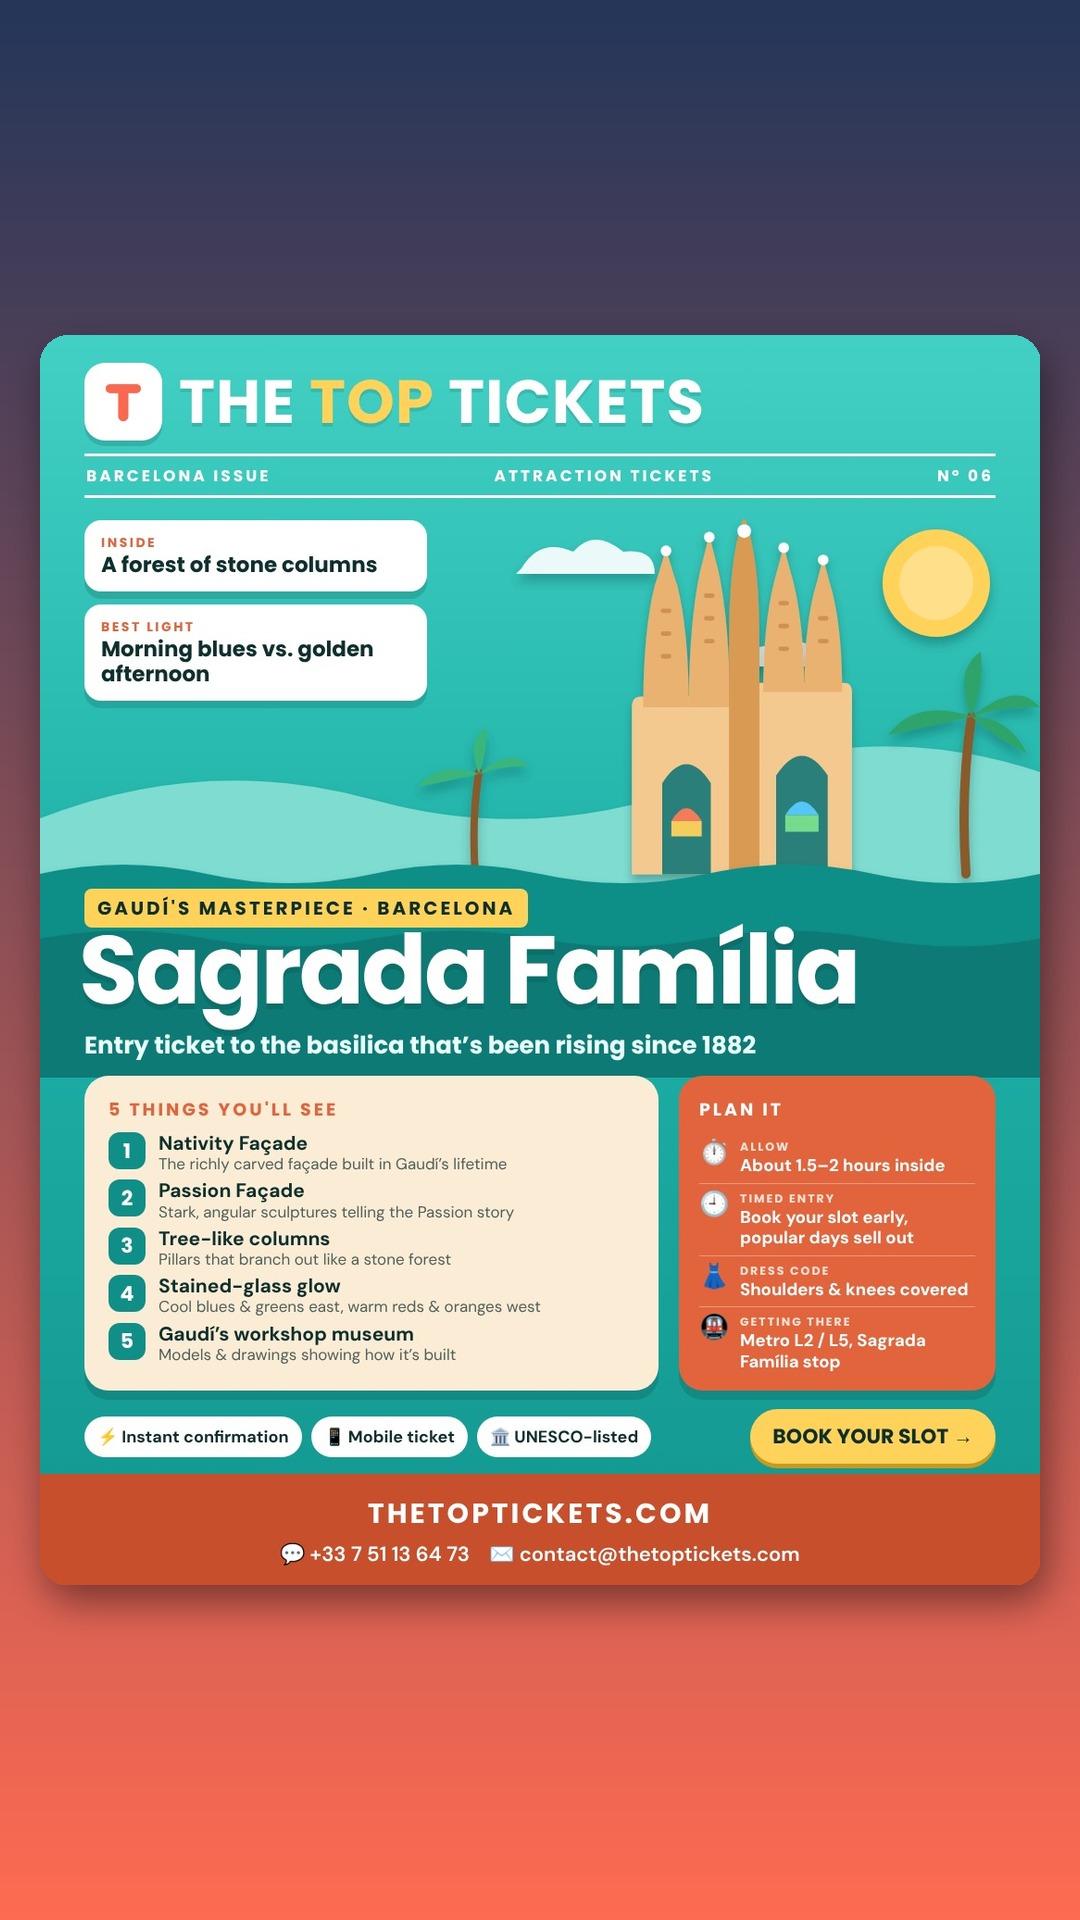 T THE TOP TICKETS
BARCELONA ISSUE ATTRACTION TICKETS Nº 06
INSIDE
A forest of stone columns
BEST LIGHT
Morning blues vs. golden
afternoon
GAUDÍ'S MASTERPIECE · BARCELONA
Sagrada Família
Entry ticket to the basilica that’s been rising since 1882
5 THINGS YOU'LL SEE
1 Nativity Façade
The richly carved façade built in Gaudí’s lifetime
2 Passion Façade
Stark, angular sculptures telling the Passion story
3 Tree-like columns
Pillars that branch out like a stone forest
4 Stained-glass glow
Cool blues & greens east, warm reds & oranges west
5 Gaudí’s workshop museum
Models & drawings showing how it’s built
PLAN IT
ALLOW
About 1.5–2 hours inside
TIMED ENTRY
Book your slot early,
popular days sell out
DRESS CODE
Shoulders & knees covered
GETTING THERE
Metro L2 / L5, Sagrada
Família stop
⚡ Instant confirmation 📱 Mobile ticket 🏛️ UNESCO-listed
BOOK YOUR SLOT →
THETOPTICKETS.COM
💬 +33 7 51 13 64 73 ✉️ contact@thetoptickets.com